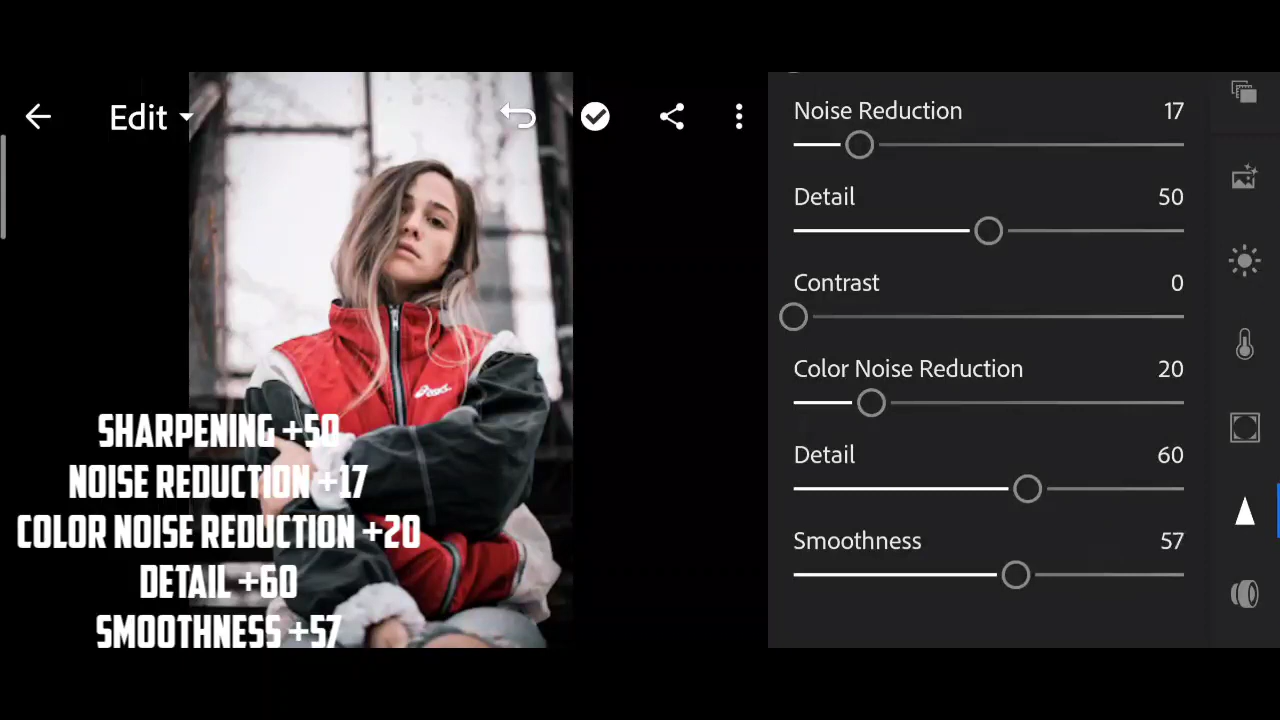 Edit
Noise Reduction 17
Detail 50
Contrast 0
Color Noise Reduction 20
Detail 60
Smoothness 57
asics
SHARPENING +50
NOISE REDUCTION +17
COLOR NOISE REDUCTION +20
DETAIL +60
SMOOTHNESS +57